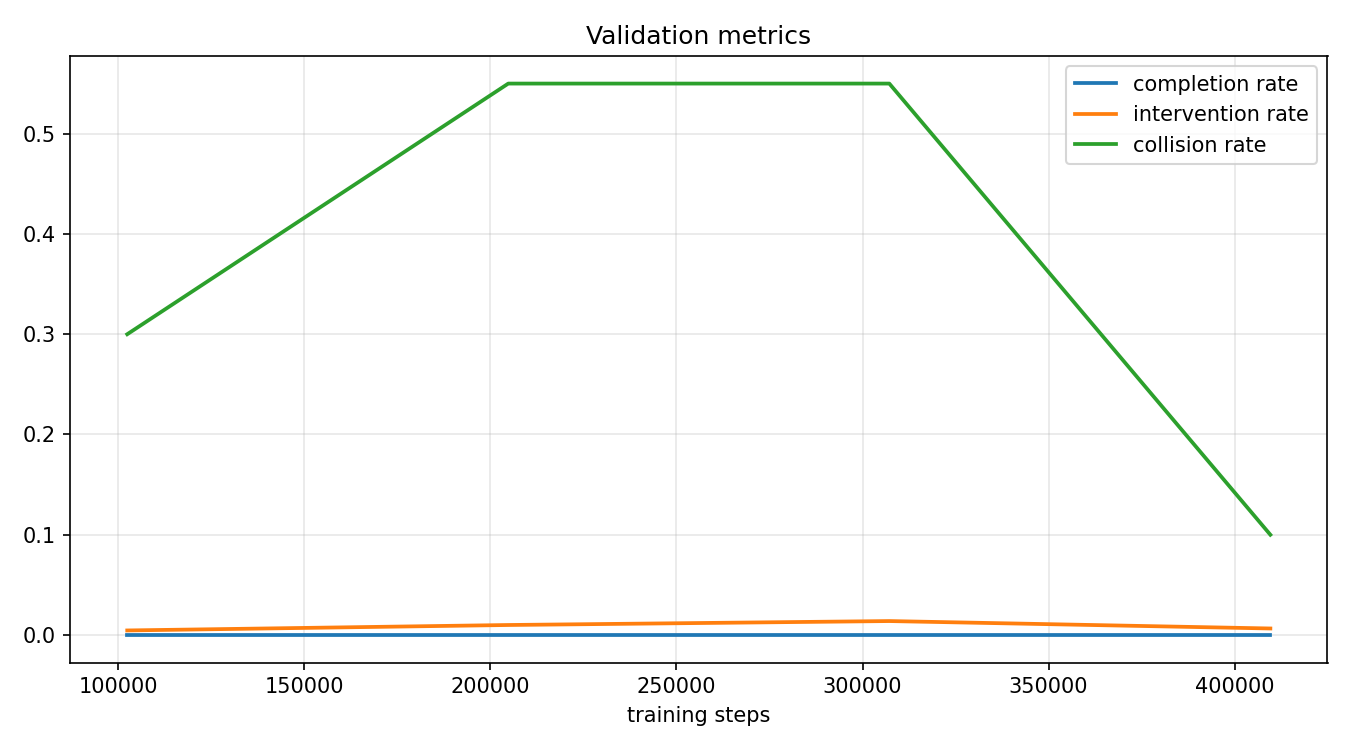 Validation metrics
completion rate
intervention rate
collision rate
0.5
0.4
0.3
0.2
0.1
0.0
100000 150000 200000 250000 300000 350000 400000
training steps